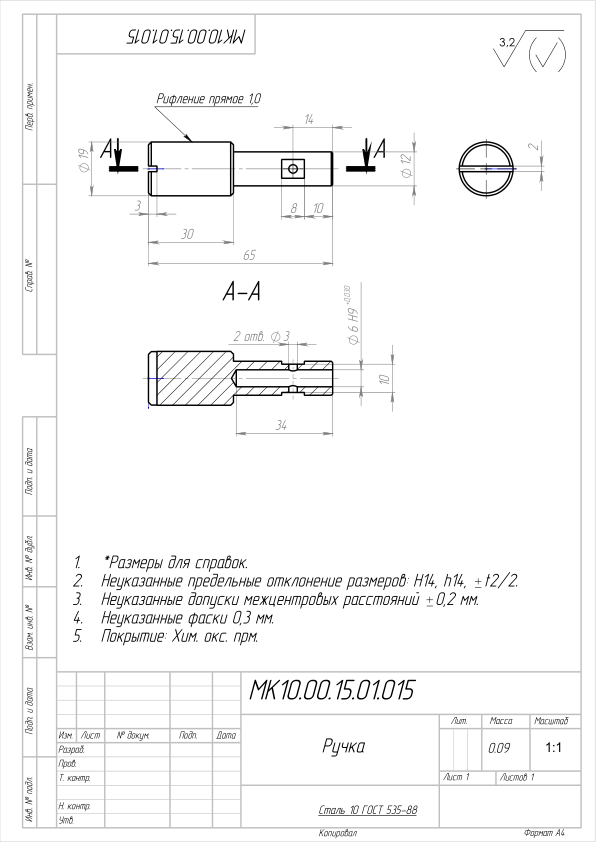 МК10.00.15.01.015
3,2
(√)
Рифление прямое 1,0
14
А
А
∅ 19
∅ 12
2
3
8
10
30
65
А-А
2 отв. ∅ 3
∅ 6 H9 +0,030
10
34
1. *Размеры для справок.
2. Неуказанные предельные отклонение размеров: H14, h14, ±t2/2.
3. Неуказанные допуски межцентровых расстояний ±0,2 мм.
4. Неуказанные фаски 0,3 мм.
5. Покрытие: Хим. окс. прм.
Перв. примен.
Справ. №
Подп. и дата
Инв. № дубл.
Взам. инв. №
Подп. и дата
Инв. № подл.
МК10.00.15.01.015
Изм. Лист № докум. Подп. Дата
Разраб.
Пров.
Т. контр.
Н. контр.
Утв.
Ручка
Лит. Масса Масштаб
0.09 1:1
Лист 1 Листов 1
Сталь 10 ГОСТ 535-88
Копировал Формат А4